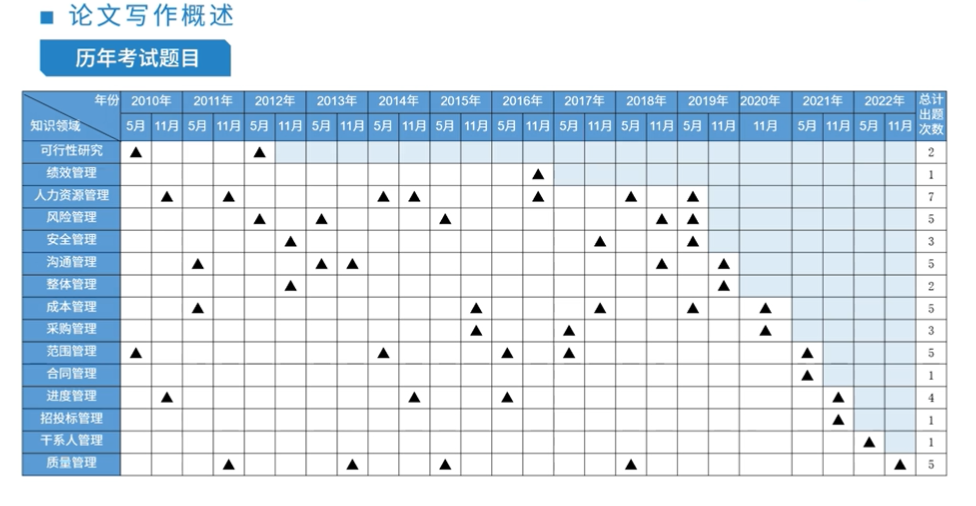 ■ 论文写作概述
历年考试题目
年份 2010年 2011年 2012年 2013年 2014年 2015年 2016年 2017年 2018年 2019年 2020年 2021年 2022年 总计出题次数
知识领域 5月 11月 5月 11月 5月 11月 5月 11月 5月 11月 5月 11月 5月 11月 5月 11月 5月 11月 5月 11月 11月 5月 11月 5月 11月
可行性研究 ▲ ▲ 2
绩效管理 ▲ 1
人力资源管理 ▲ ▲ ▲ ▲ ▲ ▲ ▲ 7
风险管理 ▲ ▲ ▲ ▲ ▲ 5
安全管理 ▲ ▲ ▲ 3
沟通管理 ▲ ▲ ▲ ▲ ▲ 5
整体管理 ▲ ▲ 2
成本管理 ▲ ▲ ▲ ▲ ▲ 5
采购管理 ▲ ▲ ▲ 3
范围管理 ▲ ▲ ▲ ▲ ▲ 5
合同管理 ▲ 1
进度管理 ▲ ▲ ▲ ▲ 4
招投标管理 ▲ 1
干系人管理 ▲ 1
质量管理 ▲ ▲ ▲ ▲ ▲ 5